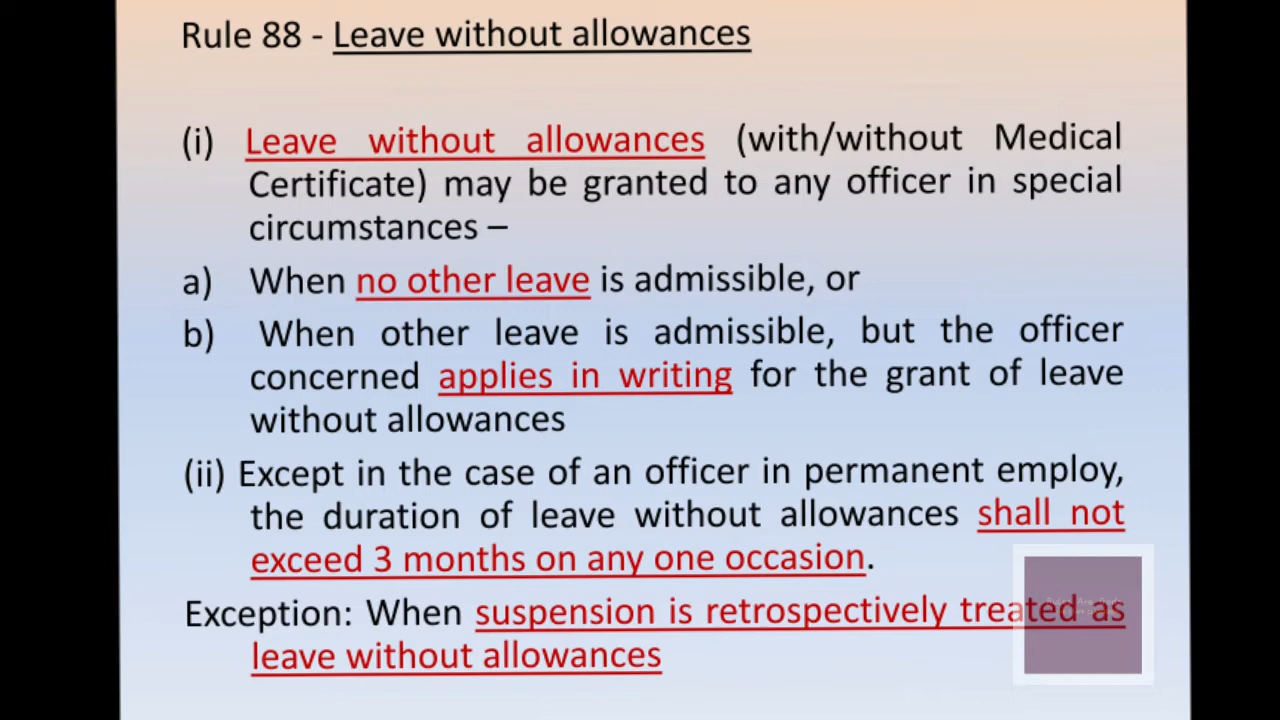 Rule 88 - Leave without allowances
(i) Leave without allowances (with/without Medical
Certificate) may be granted to any officer in special
circumstances –
a) When no other leave is admissible, or
b) When other leave is admissible, but the officer
concerned applies in writing for the grant of leave
without allowances
(ii) Except in the case of an officer in permanent employ,
the duration of leave without allowances shall not
exceed 3 months on any one occasion.
Exception: When suspension is retrospectively treated as
leave without allowances